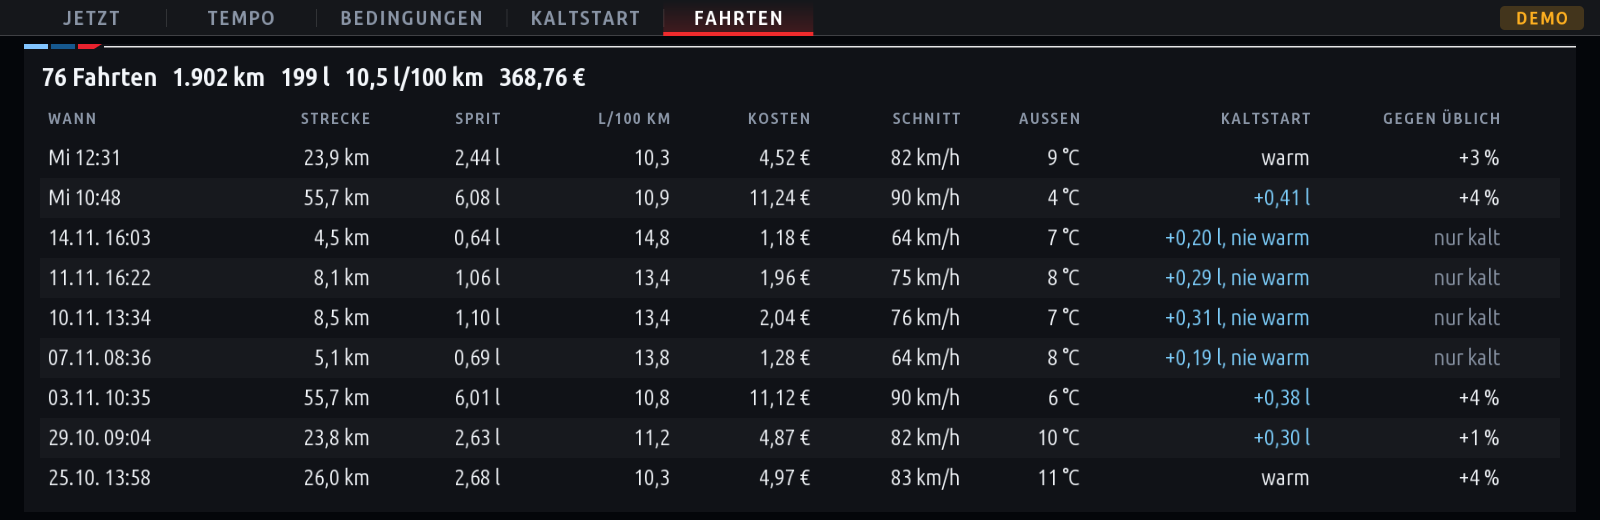 JETZT TEMPO BEDINGUNGEN KALTSTART FAHRTEN DEMO
76 Fahrten 1.902 km 199 l 10,5 l/100 km 368,76 €
WANN STRECKE SPRIT L/100 KM KOSTEN SCHNITT AUSSEN KALTSTART GEGEN ÜBLICH
Mi 12:31 23,9 km 2,44 l 10,3 4,52 € 82 km/h 9 °C warm +3 %
Mi 10:48 55,7 km 6,08 l 10,9 11,24 € 90 km/h 4 °C +0,41 l +4 %
14.11. 16:03 4,5 km 0,64 l 14,8 1,18 € 64 km/h 7 °C +0,20 l, nie warm nur kalt
11.11. 16:22 8,1 km 1,06 l 13,4 1,96 € 75 km/h 8 °C +0,29 l, nie warm nur kalt
10.11. 13:34 8,5 km 1,10 l 13,4 2,04 € 76 km/h 7 °C +0,31 l, nie warm nur kalt
07.11. 08:36 5,1 km 0,69 l 13,8 1,28 € 64 km/h 8 °C +0,19 l, nie warm nur kalt
03.11. 10:35 55,7 km 6,01 l 10,8 11,12 € 90 km/h 6 °C +0,38 l +4 %
29.10. 09:04 23,8 km 2,63 l 11,2 4,87 € 82 km/h 10 °C +0,30 l +1 %
25.10. 13:58 26,0 km 2,68 l 10,3 4,97 € 83 km/h 11 °C warm +4 %